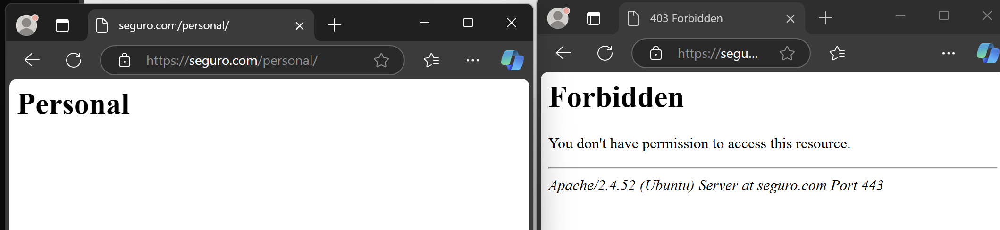 seguro.com/personal/
https://seguro.com/personal/
Personal
403 Forbidden
https://segu...
Forbidden
You don't have permission to access this resource.
Apache/2.4.52 (Ubuntu) Server at seguro.com Port 443